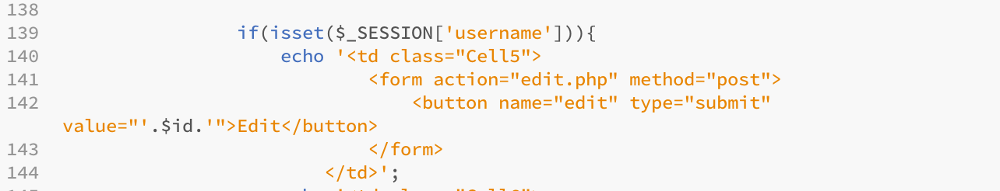 138
139 if(isset($_SESSION['username'])){
140 echo '<td class="Cell5">
141 <form action="edit.php" method="post">
142 <button name="edit" type="submit"
value="'.$id.'">Edit</button>
143 </form>
144 </td>';